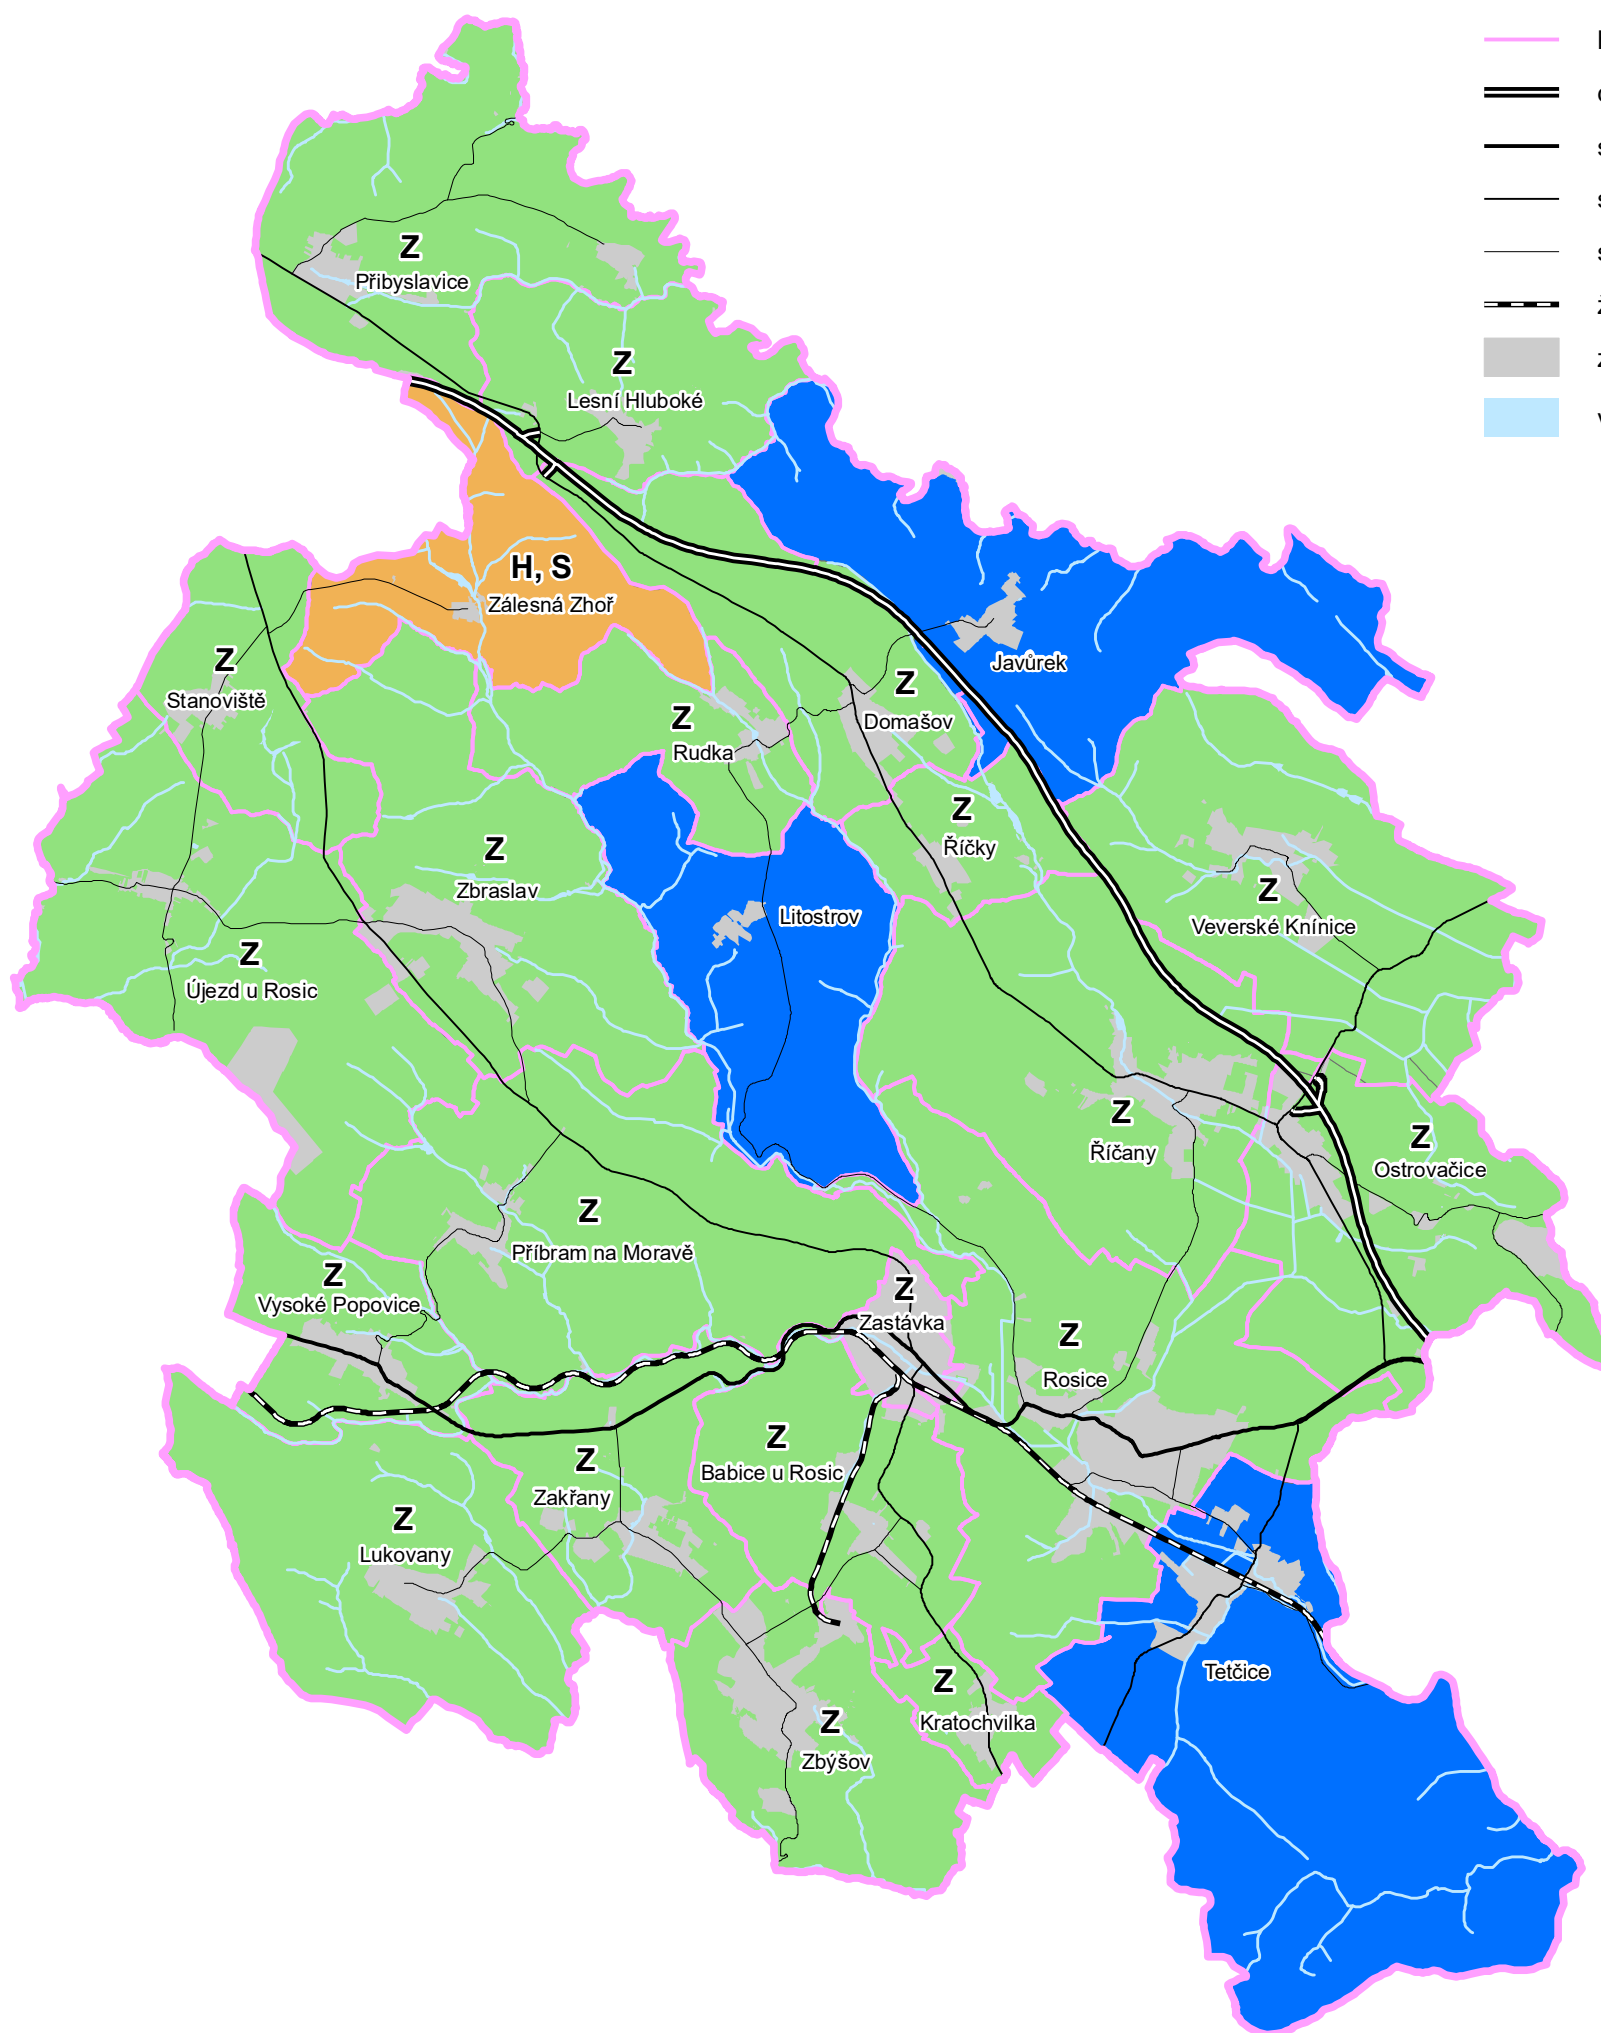 Z
Přibyslavice
Z
Lesní Hluboké
H, S
Zálesná Zhoř
Z
Stanoviště
Javůrek
Z
Domašov
Z
Rudka
Z
Říčky
Z
Zbraslav
Z
Veverské Knínice
Litostrov
Z
Újezd u Rosic
Z
Říčany
Z
Ostrovačice
Z
Příbram na Moravě
Z
Vysoké Popovice
Z
Zastávka
Z
Rosice
Z
Babice u Rosic
Z
Zakřany
Z
Lukovany
Tetčice
Z
Kratochvilka
Z
Zbýšov